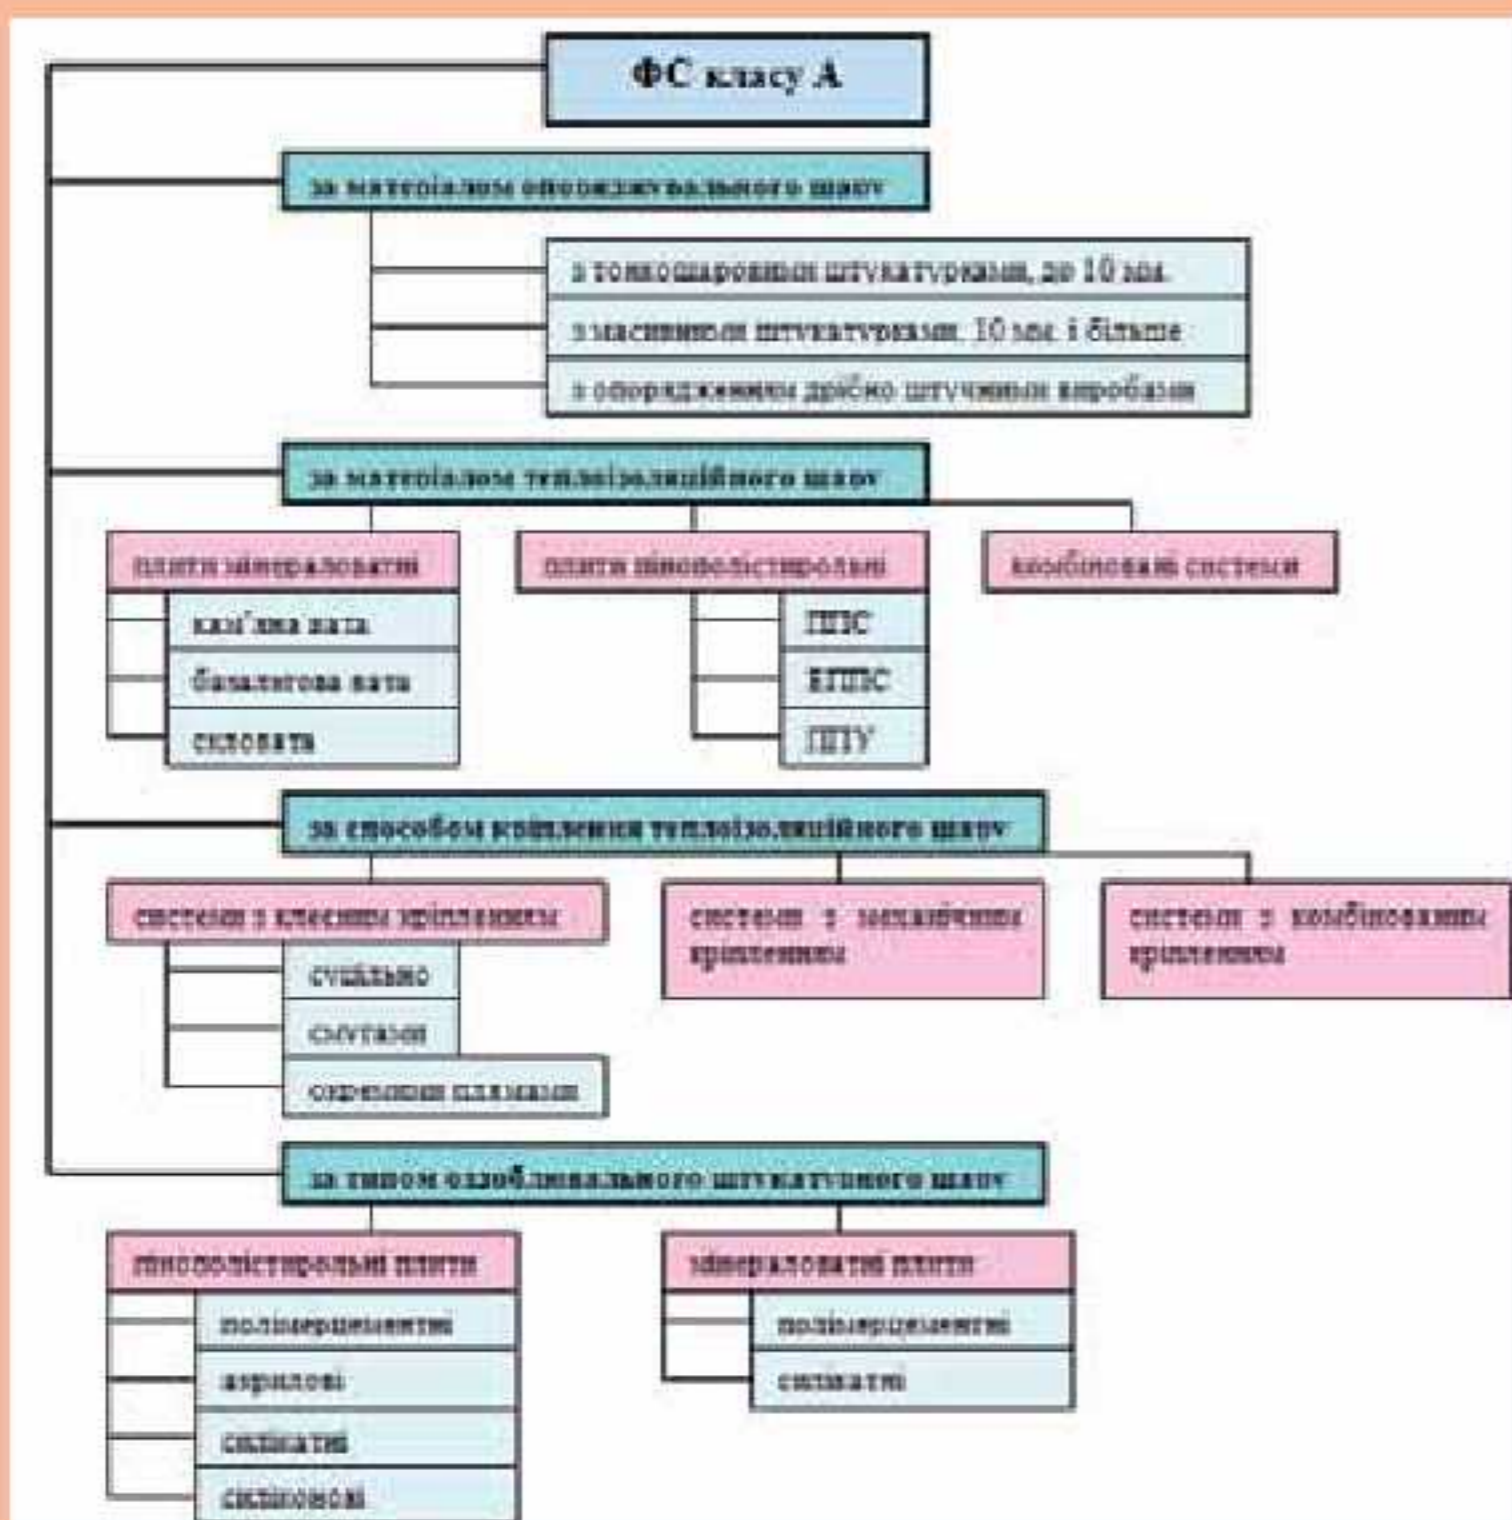 ФС класу А
за матеріалом опоряджувального шару
з тонкошаровими штукатурками, до 10 мм.
з масивними штукатурками, 10 мм. і більше
з опорядженням дрібно штучними виробами
за матеріалом теплоізоляційного шару
плити мінераловатні
плити пінополістирольні
комбіновані системи
кам'яна вата
базальтова вата
скловата
ППС
ЕППС
ППУ
за способом кріплення теплоізоляційного шару
системи з клеєним кріпленням
системи з механічним
кріпленням
системи з комбінованим
кріпленням
суцільно
смугами
окремими плямами
за типом оздоблювального штукатурного шару
пінополістирольні плити
мінераловатні плити
полімерцементні
акрилові
силікатні
силіконові
полімерцементні
силікатні